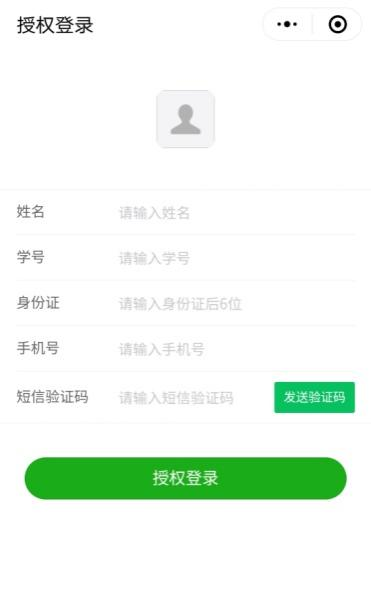 授权登录
姓名 请输入姓名
学号 请输入学号
身份证 请输入身份证后6位
手机号 请输入手机号
短信验证码 请输入短信验证码 发送验证码
授权登录